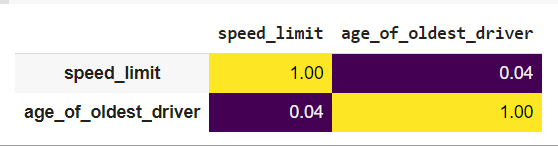 speed_limit age_of_oldest_driver
speed_limit 1.00 0.04
age_of_oldest_driver 0.04 1.00